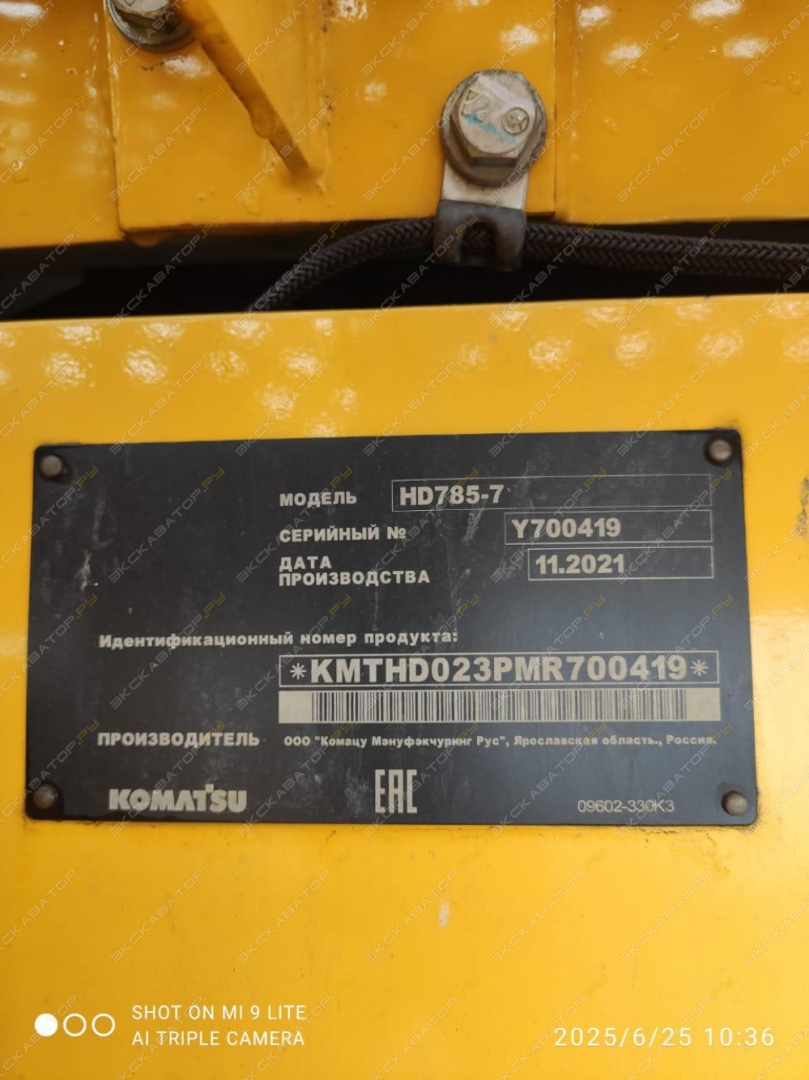 МОДЕЛЬ HD785-7
СЕРИЙНЫЙ № Y700419
ДАТА
ПРОИЗВОДСТВА 11.2021
Идентификационный номер продукта:
*KMTHD023PMR700419*
ПРОИЗВОДИТЕЛЬ ООО "Комацу Мэнуфэкчуринг Рус", Ярославская область., Россия.
KOMATSU EAC 09602-330K3
SHOT ON MI 9 LITE
AI TRIPLE CAMERA
2025/6/25 10:36
ЭКСКАВАТОР.РУ